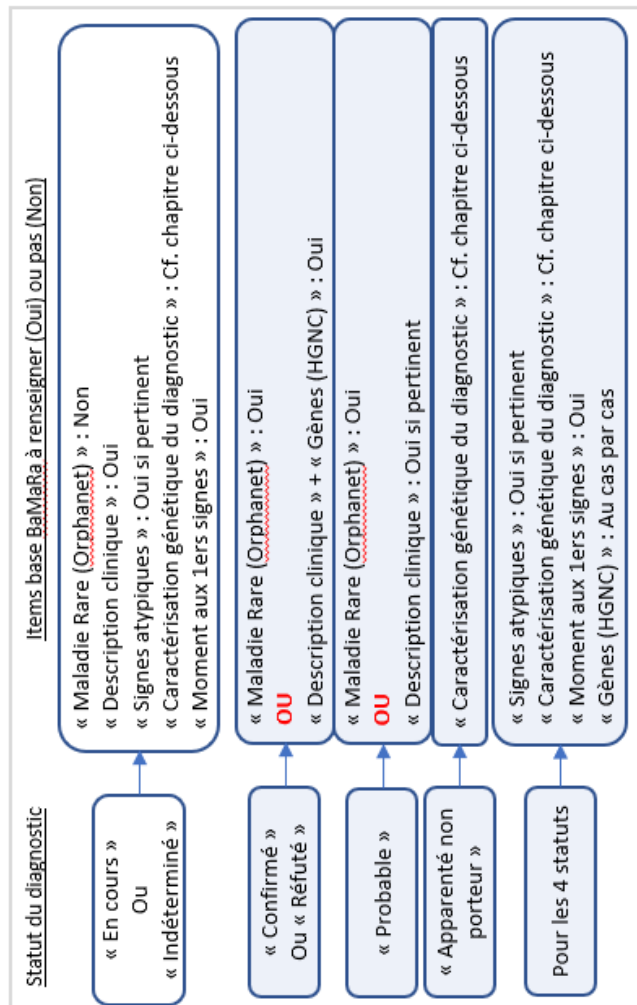 Statut du diagnostic
Items base BaMaRa à renseigner (Oui) ou pas (Non)
« En cours »
Ou
« Indéterminé »
« Maladie Rare (Orphanet) » : Non
« Description clinique » : Oui
« Signes atypiques » : Oui si pertinent
« Caractérisation génétique du diagnostic » : Cf. chapitre ci-dessous
« Moment aux 1ers signes » : Oui
« Confirmé »
Ou « Réfuté »
« Maladie Rare (Orphanet) » : Oui
OU
« Description clinique » + « Gènes (HGNC) » : Oui
« Probable »
« Maladie Rare (Orphanet) » : Oui
OU
« Description clinique » : Oui si pertinent
« Apparenté non
porteur »
« Caractérisation génétique du diagnostic » : Cf. chapitre ci-dessous
Pour les 4 statuts
« Signes atypiques » : Oui si pertinent
« Caractérisation génétique du diagnostic » : Cf. chapitre ci-dessous
« Moment aux 1ers signes » : Oui
« Gènes (HGNC) » : Au cas par cas